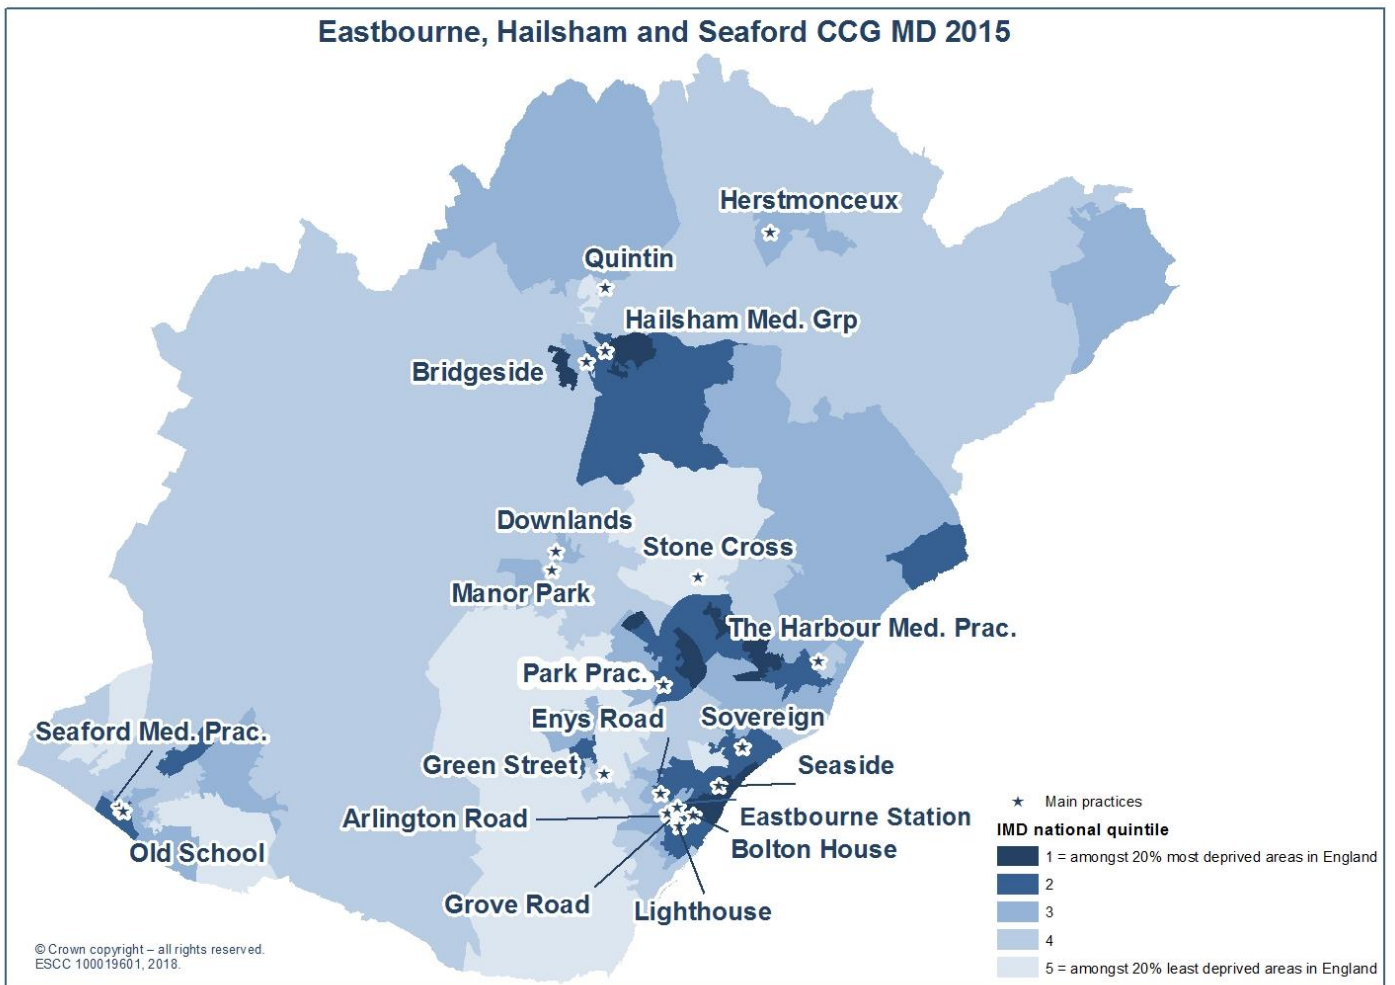 Eastbourne, Hailsham and Seaford CCG MD 2015
Herstmonceux
Quintin
Hailsham Med. Grp
Bridgeside
Downlands
Stone Cross
Manor Park
The Harbour Med. Prac.
Park Prac.
Enys Road
Sovereign
Seaford Med. Prac.
Green Street
Seaside
Arlington Road
Eastbourne Station
Bolton House
Old School
Grove Road
Lighthouse
Main practices
IMD national quintile
1 = amongst 20% most deprived areas in England
2
3
4
5 = amongst 20% least deprived areas in England
© Crown copyright – all rights reserved.
ESCC 100019601, 2018.